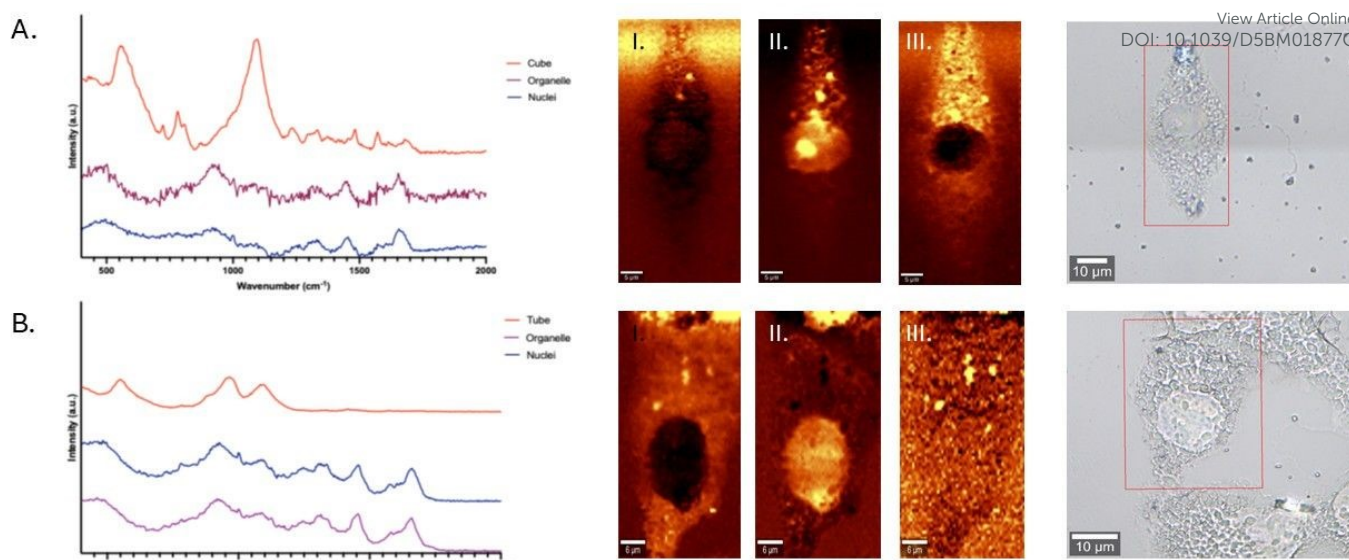 View Article Online
DOI: 10.1039/D5BM01877G
A.
Intensity (a.u.)
Cube
Organelle
Nuclei
500 1000 1500 2000
Wavenumber (cm⁻¹)
I. II. III.
5 µm 5 µm 5 µm
10 µm
B.
Intensity (a.u.)
Tube
Organelle
Nuclei
I. II. III.
6 µm 6 µm 6 µm
10 µm